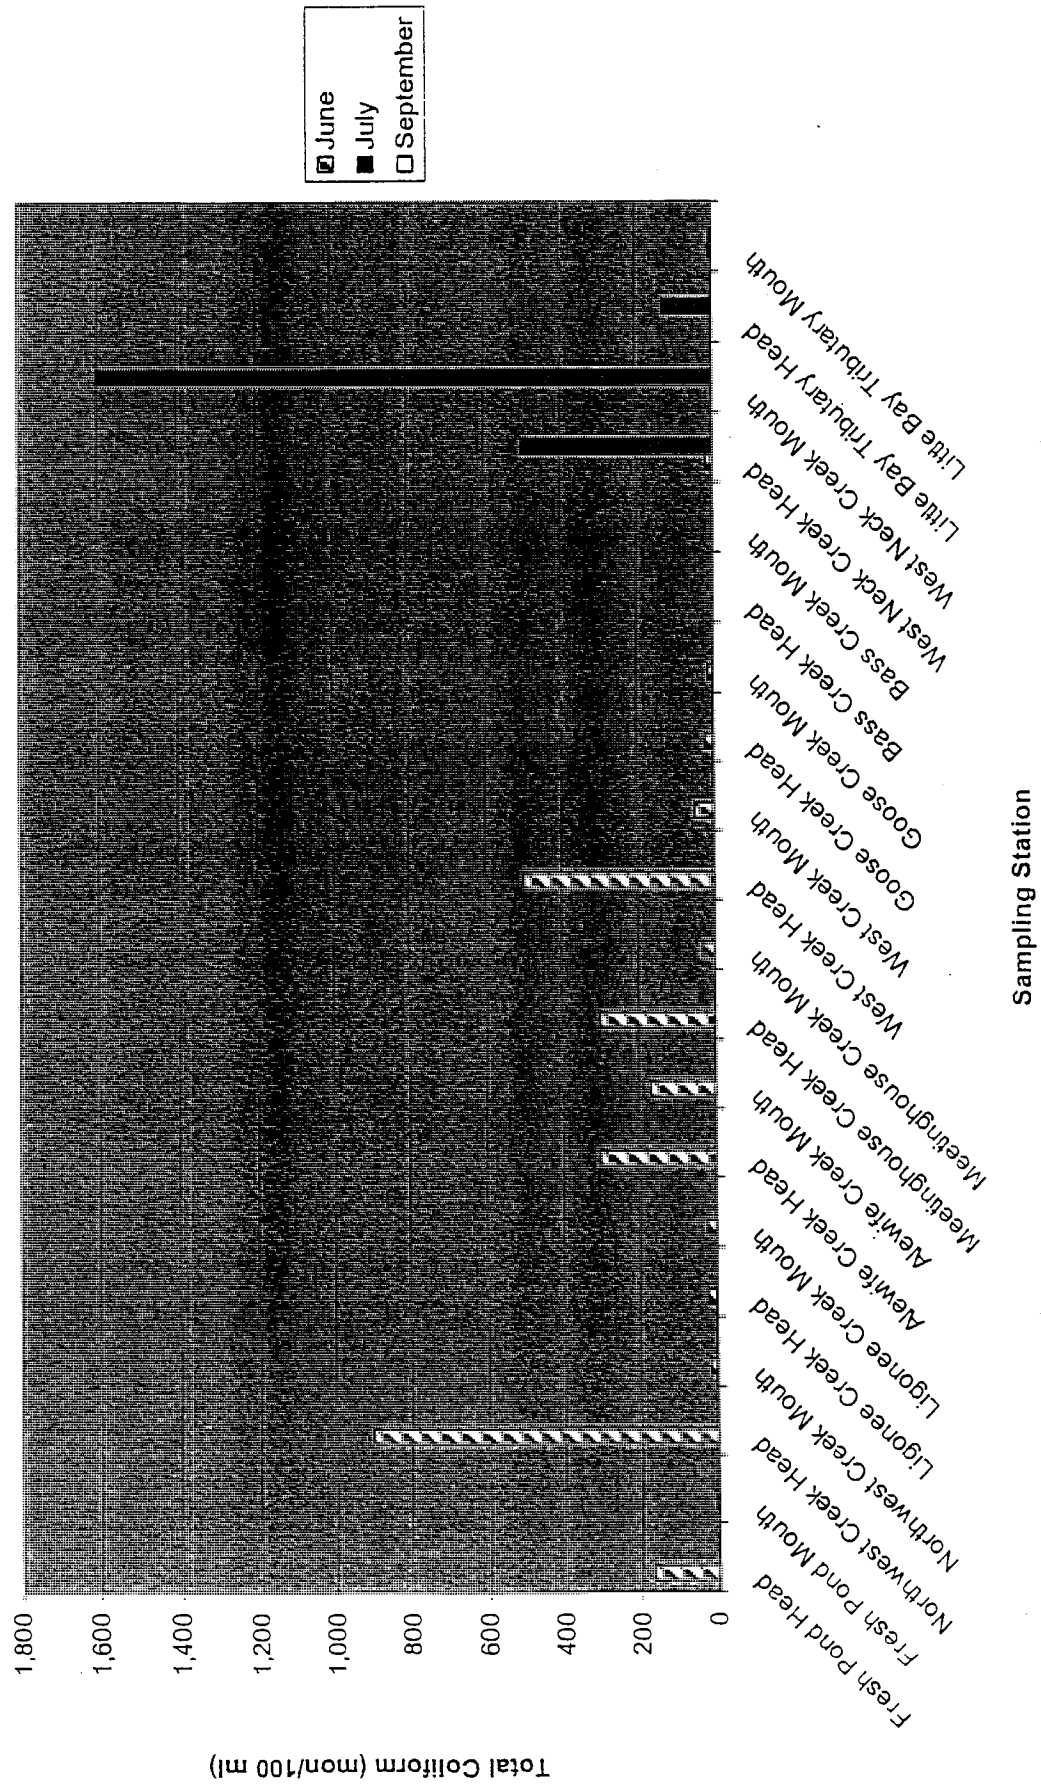 June
July
September
Total Coliform (mon/100 ml)
1,800
1,600
1,400
1,200
1,000
800
600
400
200
0
Fresh Pond Head
Fresh Pond Mouth
Northwest Creek Head
Northwest Creek Mouth
Ligonee Creek Head
Ligonee Creek Mouth
Alewife Creek Head
Alewife Creek Mouth
Meetinghouse Creek Head
Meetinghouse Creek Mouth
West Creek Head
West Creek Mouth
Goose Creek Head
Goose Creek Mouth
Bass Creek Head
Bass Creek Mouth
West Neck Creek Head
West Neck Creek Mouth
Little Bay Tributary Head
Little Bay Tributary Mouth
Sampling Station